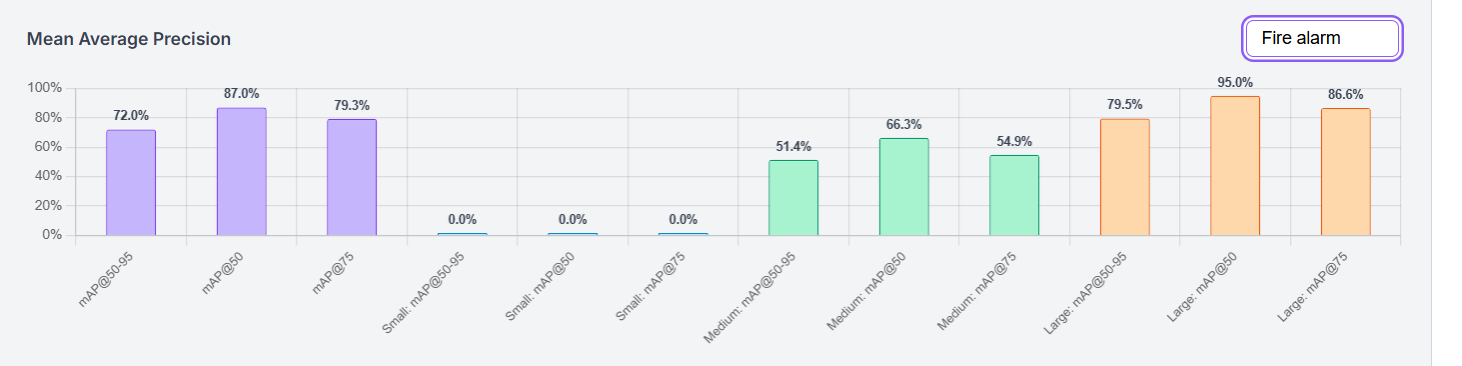 Mean Average Precision
Fire alarm
100%
80%
60%
40%
20%
0%
72.0%
87.0%
79.3%
0.0%
0.0%
0.0%
51.4%
66.3%
54.9%
79.5%
95.0%
86.6%
mAP@50-95
mAP@50
mAP@75
Small: mAP@50-95
Small: mAP@50
Small: mAP@75
Medium: mAP@50-95
Medium: mAP@50
Medium: mAP@75
Large: mAP@50-95
Large: mAP@50
Large: mAP@75